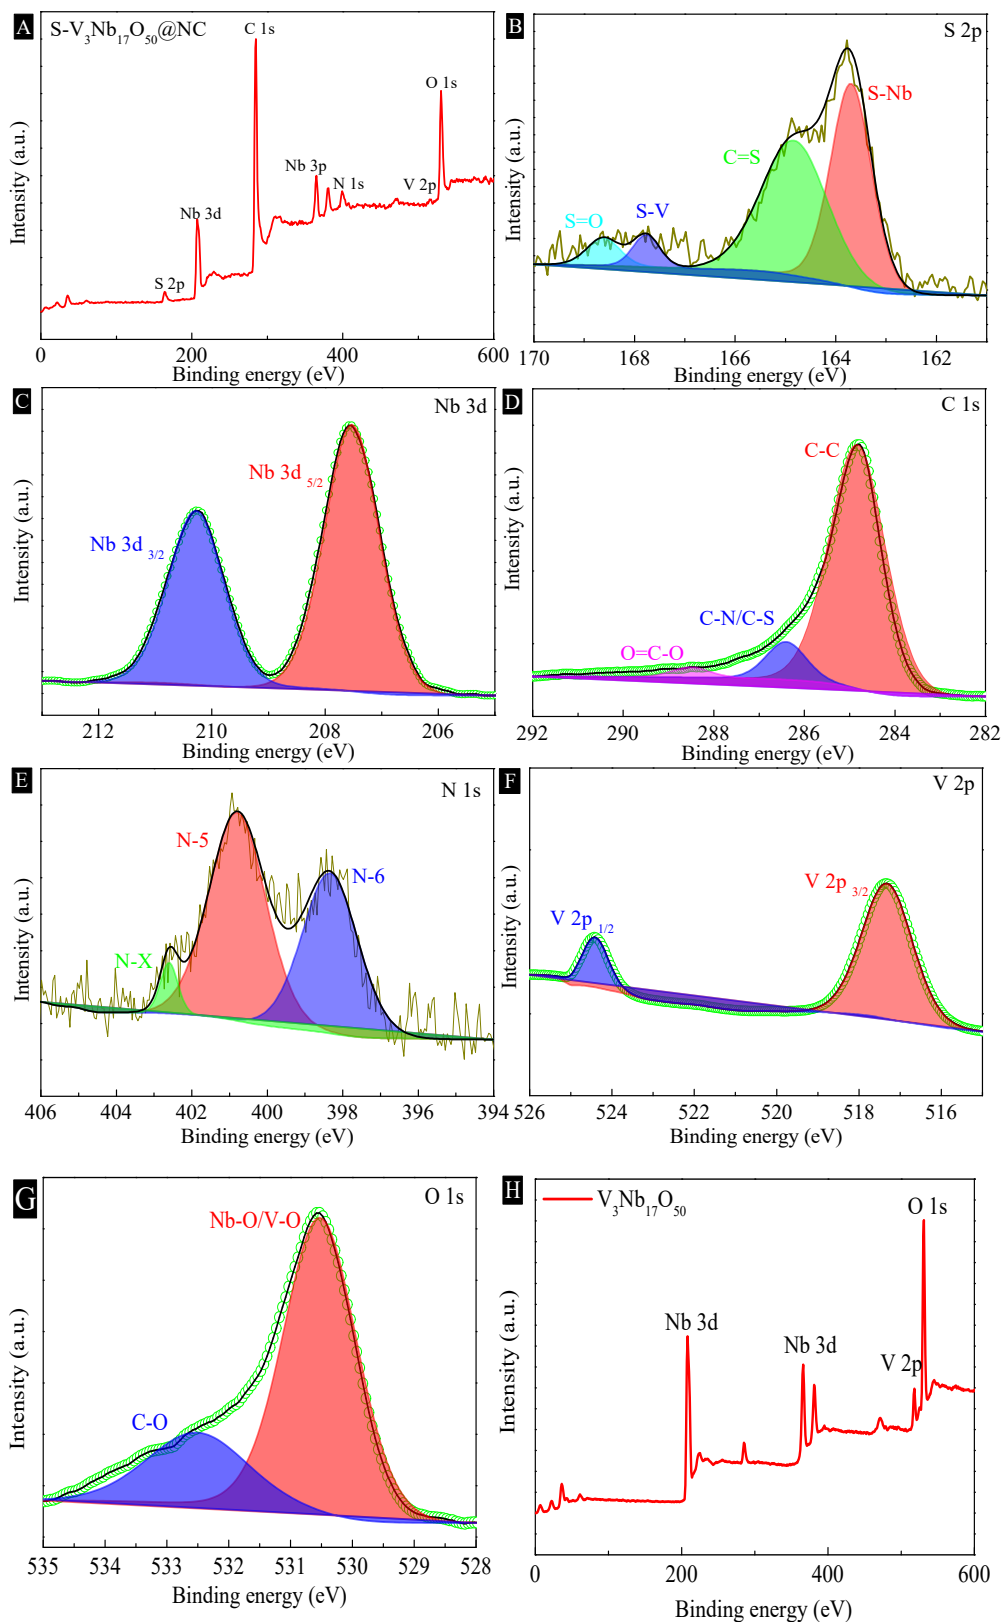 A
S-V₃Nb₁₇O₅₀@NC
C 1s
O 1s
Nb 3p
N 1s
V 2p
Nb 3d
S 2p
Intensity (a.u.)
0 200 400 600
Binding energy (eV)
B
S 2p
S-Nb
C=S
S=O
S-V
Intensity (a.u.)
170 168 166 164 162
Binding energy (eV)
C
Nb 3d
Nb 3d 5/2
Nb 3d 3/2
Intensity (a.u.)
212 210 208 206
Binding energy (eV)
D
C 1s
C-C
C-N/C-S
O=C-O
Intensity (a.u.)
292 290 288 286 284 282
Binding energy (eV)
E
N 1s
N-5
N-6
N-X
Intensity (a.u.)
406 404 402 400 398 396 394
Binding energy (eV)
F
V 2p
V 2p 3/2
V 2p 1/2
Intensity (a.u.)
526 524 522 520 518 516
Binding energy (eV)
G
O 1s
Nb-O/V-O
C-O
Intensity (a.u.)
535 534 533 532 531 530 529 528
Binding energy (eV)
H
V₃Nb₁₇O₅₀
O 1s
Nb 3d
Nb 3d
V 2p
Intensity (a.u.)
0 200 400 600
Binding energy (eV)